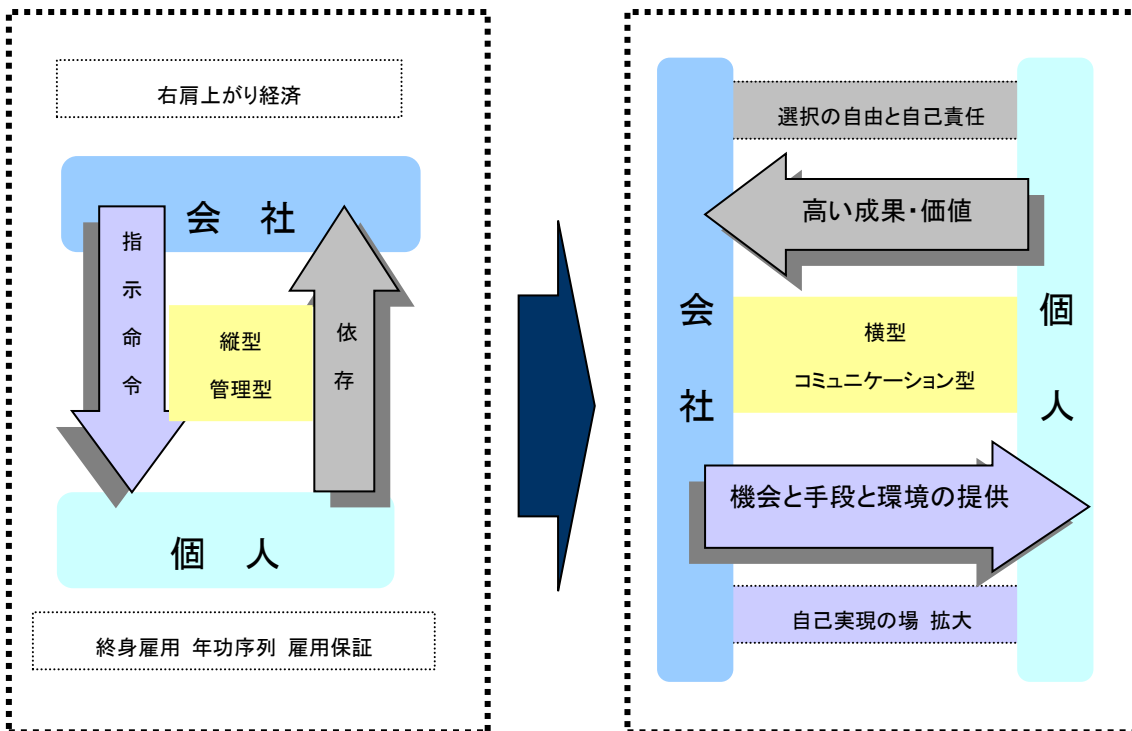 右肩上がり経済
会 社
指示命令
縦型
管理型
依存
個 人
終身雇用 年功序列 雇用保証
選択の自由と自己責任
高い成果・価値
会社
横型
コミュニケーション型
個人
機会と手段と環境の提供
自己実現の場 拡大